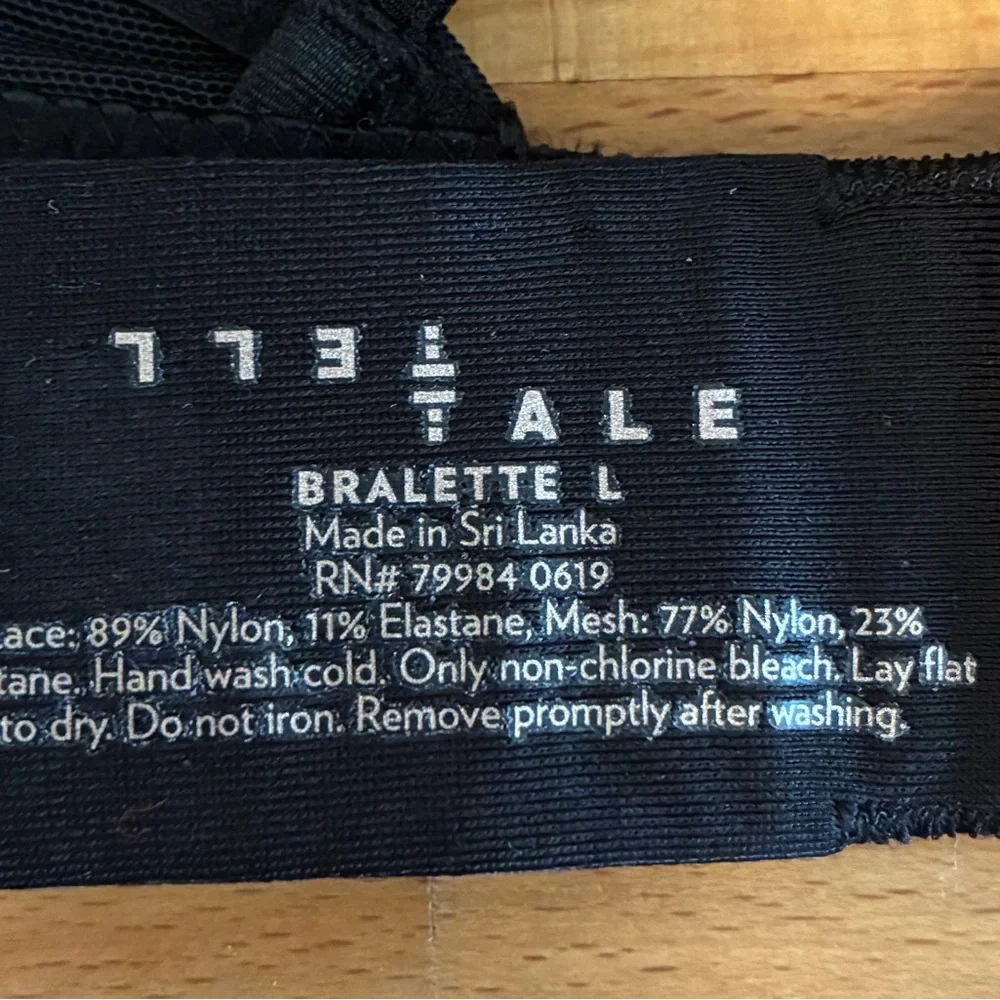 TELL
TALE
BRALETTE L
Made in Sri Lanka
RN# 79984 0619
Lace: 89% Nylon, 11% Elastane, Mesh: 77% Nylon, 23%
tane. Hand wash cold. Only non-chlorine bleach. Lay flat
to dry. Do not iron. Remove promptly after washing.